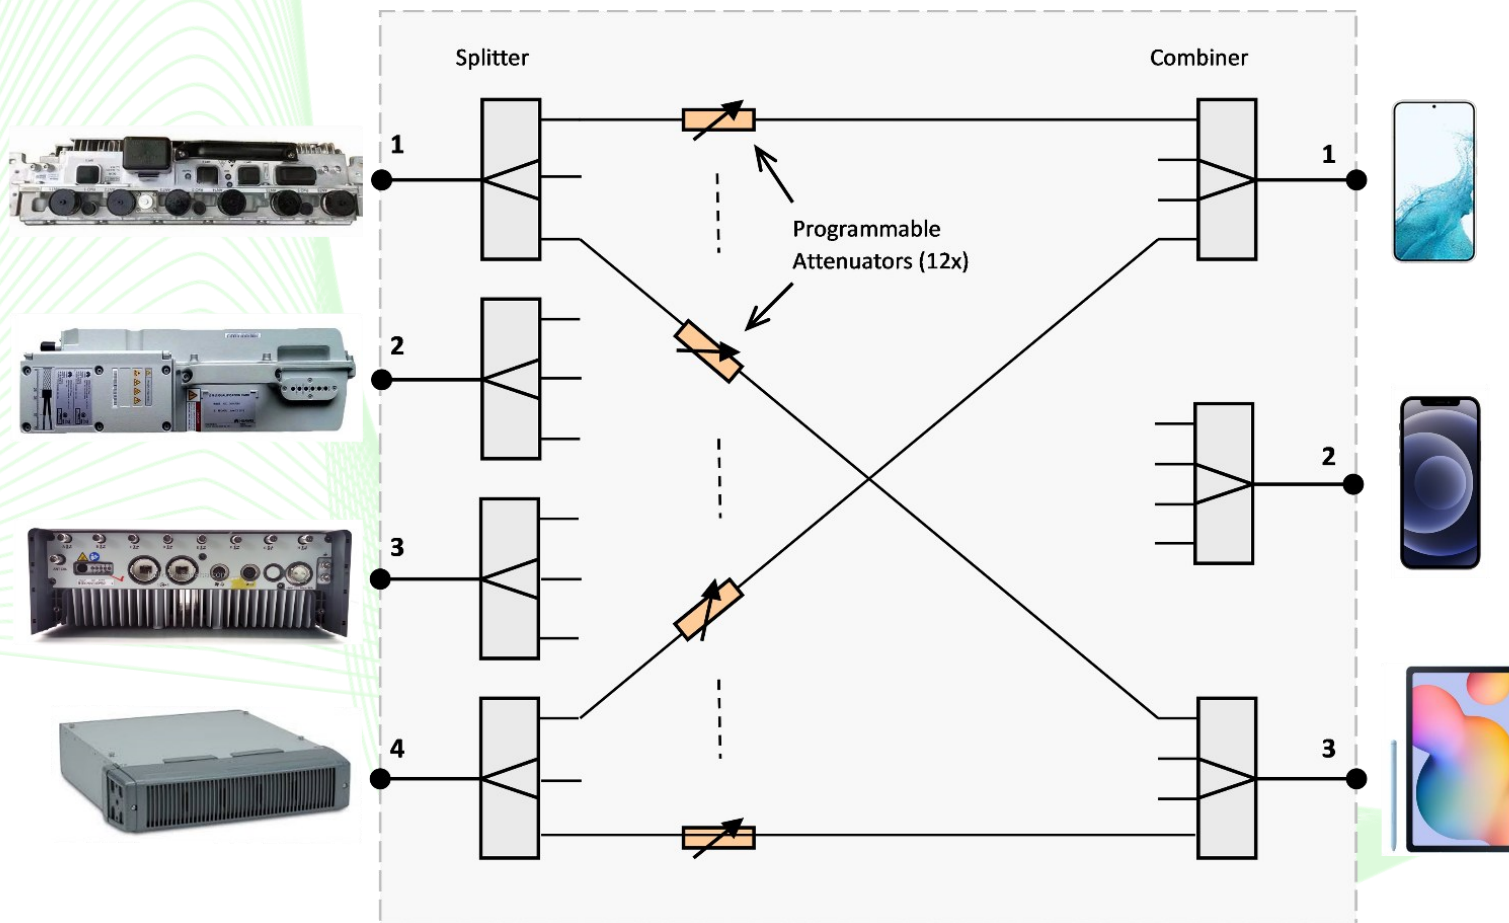 Splitter
Combiner
1
1
Programmable
Attenuators (12x)
2
2
3
3
4